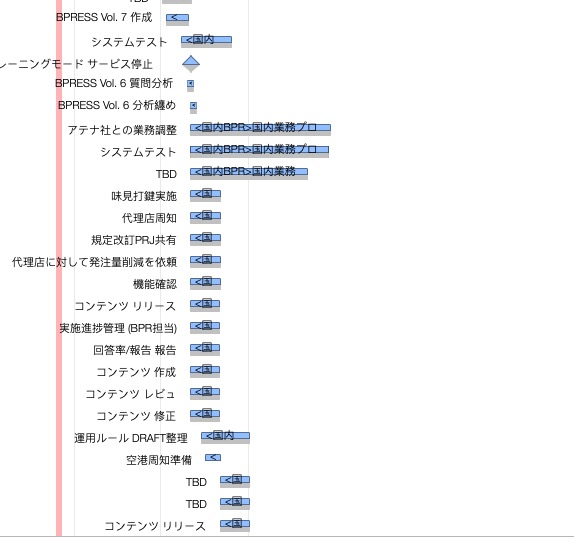 TBD
BPRESS Vol. 7 作成 <
システムテスト <国内
レーニングモード サービス停止
BPRESS Vol. 6 質問分析 <
BPRESS Vol. 6 分析纏め <
アテナ社との業務調整 <国内BPR>国内業務プロ
システムテスト <国内BPR>国内業務プロ
TBD <国内BPR>国内業務
味見打鍵実施 <国
代理店周知 <国
規定改訂PRJ共有 <国
代理店に対して発注量削減を依頼 <国
機能確認 <国
コンテンツ リリース <国
実施進捗管理 (BPR担当) <国
回答率/報告 報告 <国
コンテンツ 作成 <国
コンテンツ レビュ <国
コンテンツ 修正 <国
運用ルール DRAFT整理 <国内
空港周知準備 <
TBD <国
TBD <国
コンテンツ リリース <国